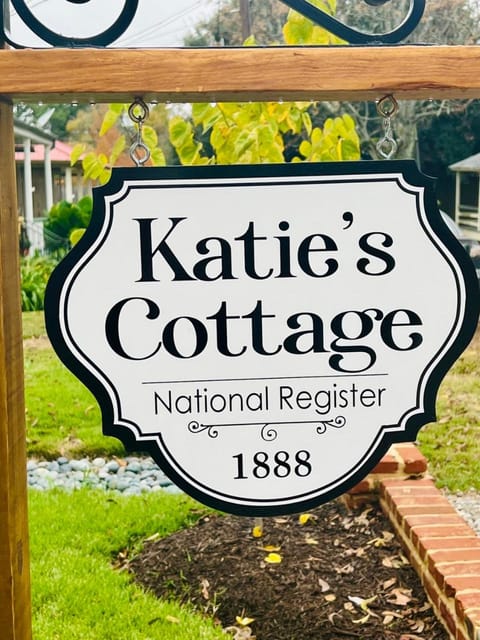 Katie's
Cottage
National Register
1888